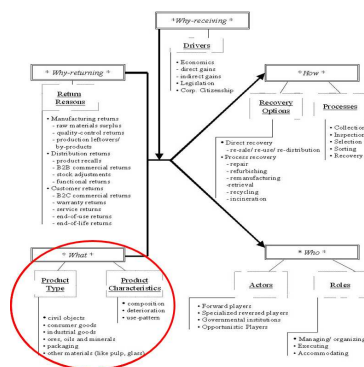 * Why-receiving *
Drivers
• Economics
- direct gains
- indirect gains
• Legislation
• Corp. Citizenship
* Why-returning *
Return
Reasons
• Manufacturing returns
- raw materials surplus
- quality-control returns
- production leftovers/
by-products
• Distribution returns
- product recalls
- B2B commercial returns
- stock adjustments
- functional returns
• Customer returns
- B2C commercial returns
- warranty returns
- service returns
- end-of-use returns
- end-of-life returns
* How *
Recovery
Options
• Direct recovery
- re-sale/ re-use/ re-distribution
• Process recovery
- repair
- refurbishing
- remanufacturing
-retrieval
- recycling
- incineration
Processes
• Collection
• Inspection
• Selection
• Sorting
• Recovery
* What *
Product
Type
• civil objects
• consumer goods
• industrial goods
• ores, oils and minerals
• packaging
• other materials (like pulp, glass)
Product
Characteristics
• composition
• deterioration
• use-pattern
* Who *
Actors
• Forward players
• Specialized reversed players
• Governmental institutions
• Opportunistic Players
Roles
• Managing/ organizing
• Executing
• Accommodating